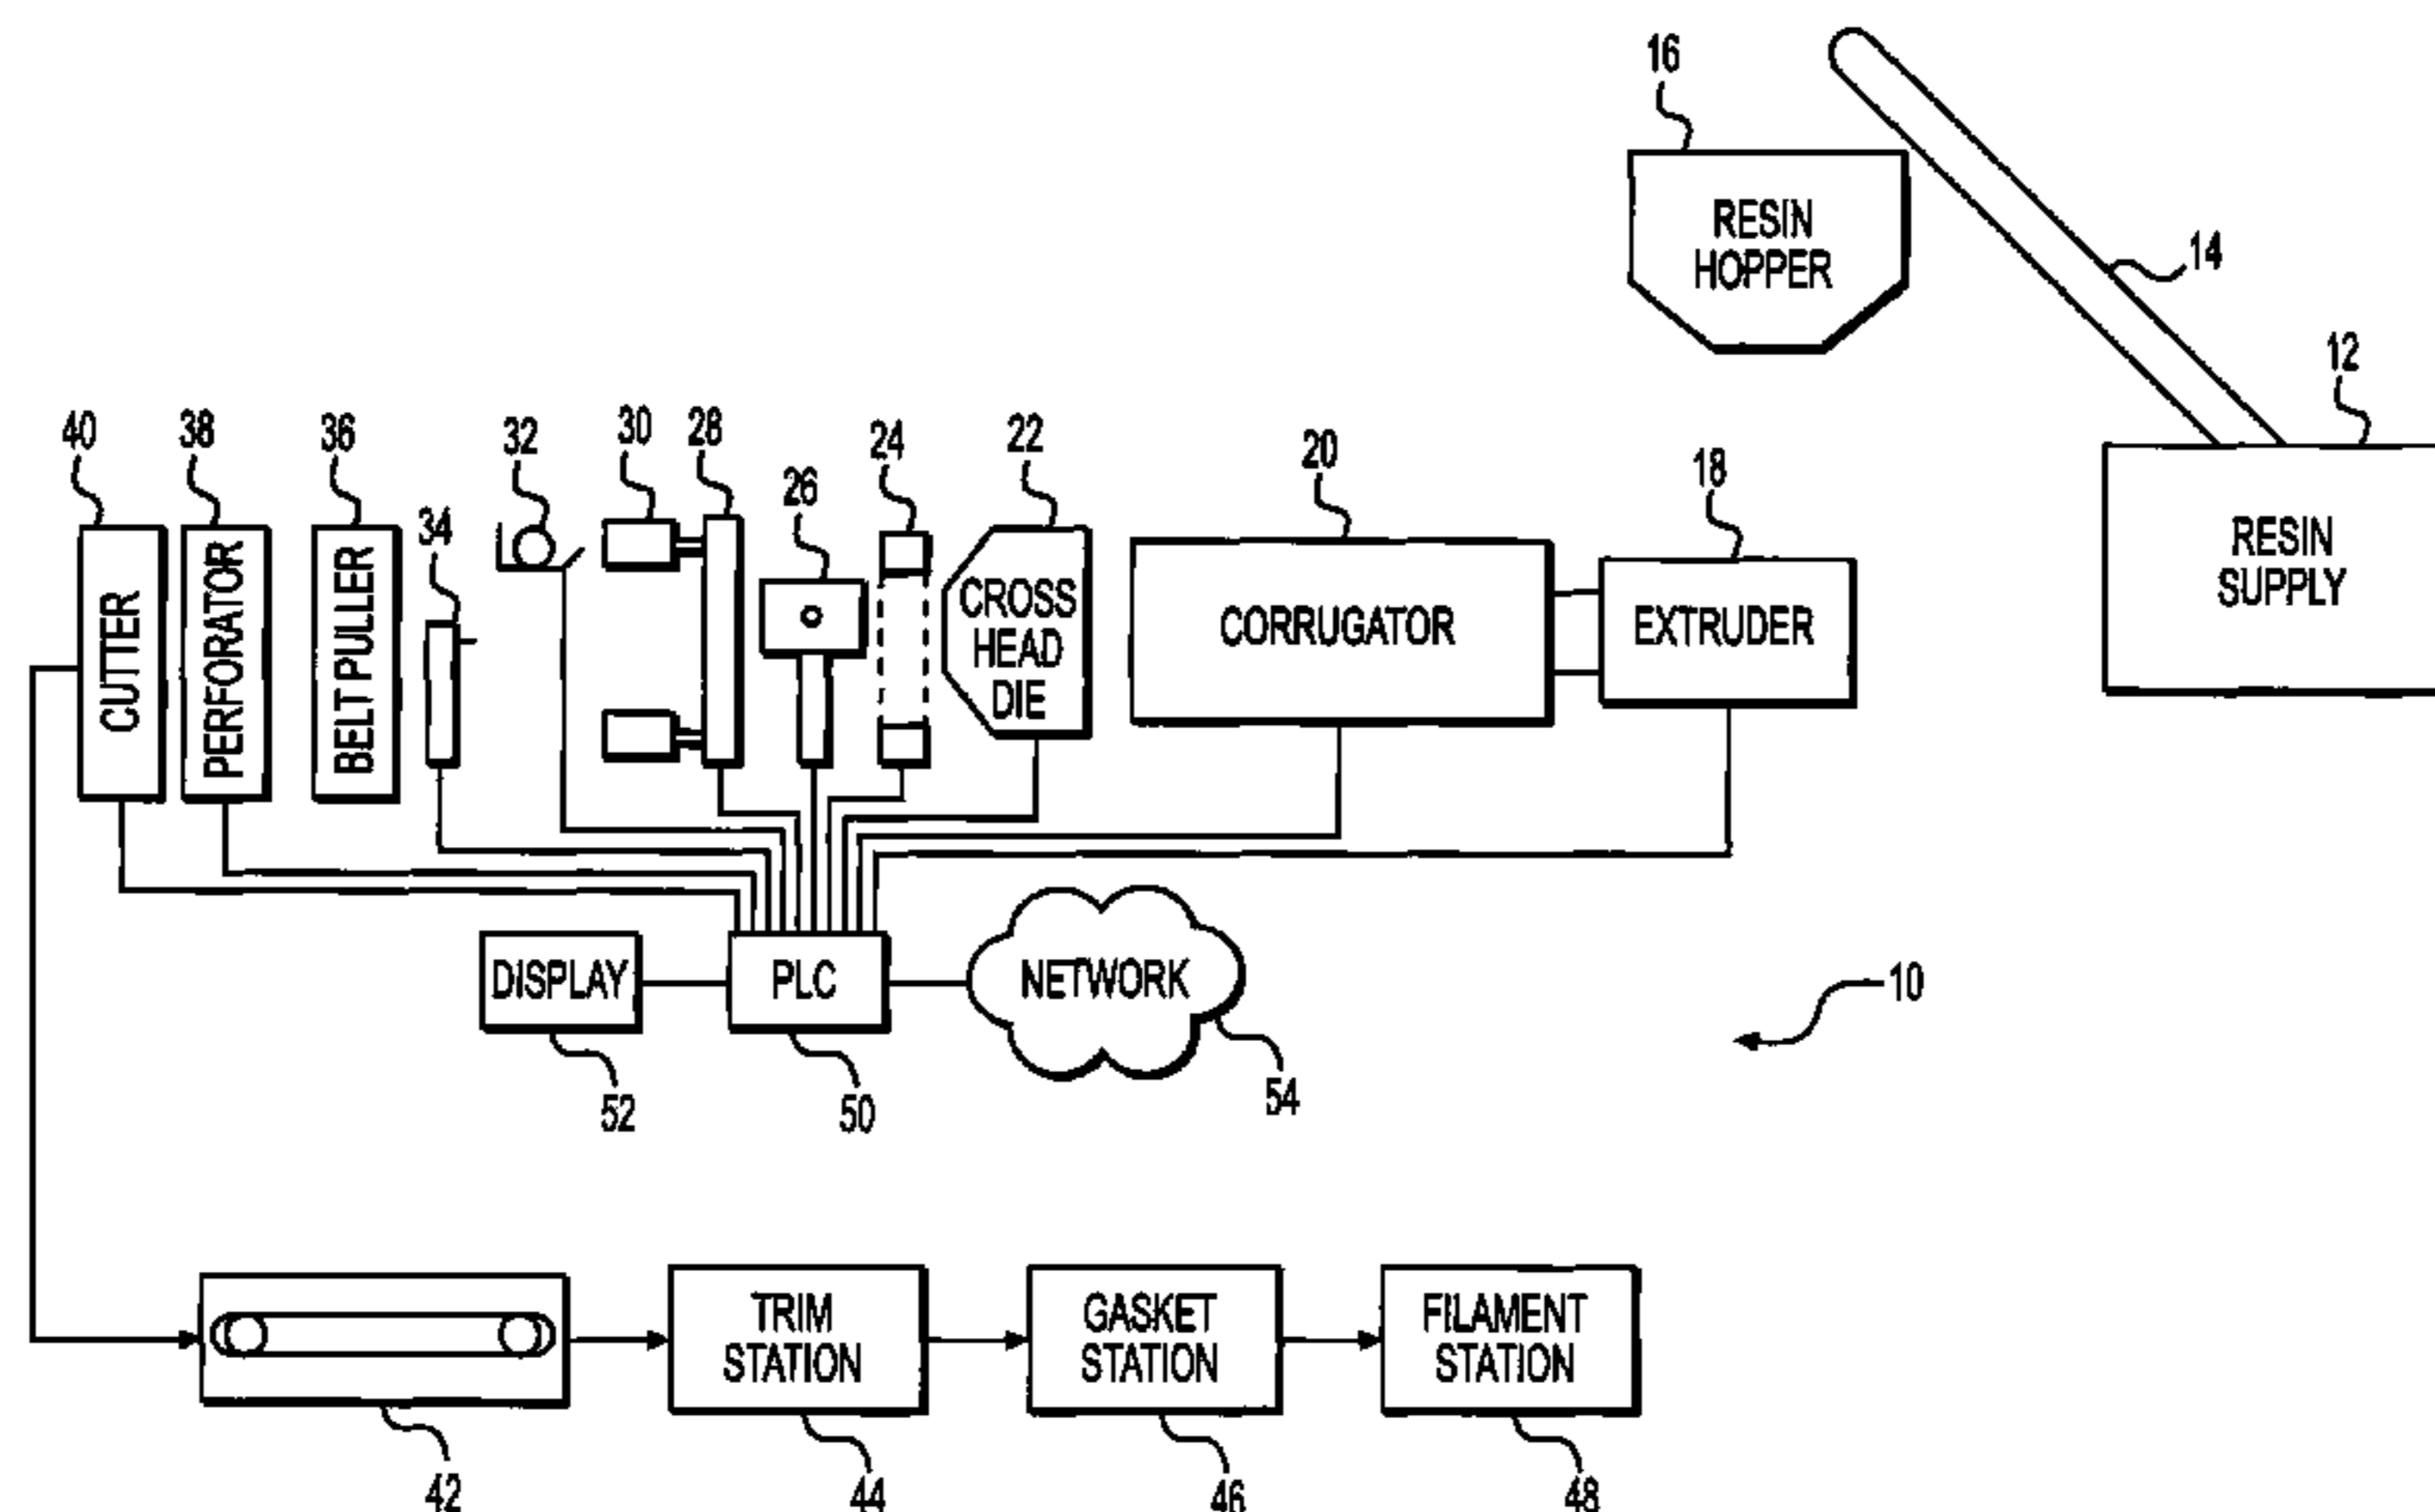 16
RESIN
HOPPER
14
12
RESIN
SUPPLY
40
38
36
34
32
30
28
26
24
22
20
18
CUTTER
PERFORATOR
BELT PULLER
CROSS
HEAD
DIE
CORRUGATOR
EXTRUDER
DISPLAY
PLC
NETWORK
10
52
50
54
TRIM
STATION
GASKET
STATION
FILAMENT
STATION
42
44
46
48